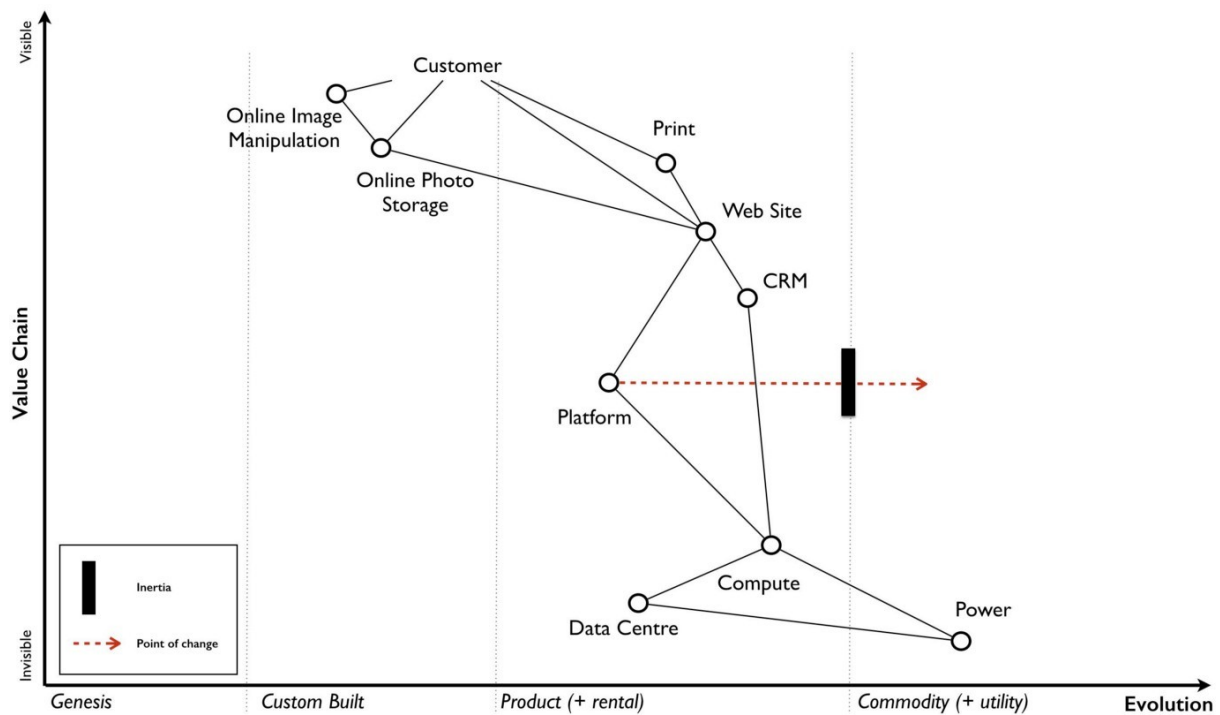 Visible
Customer
Online Image
Manipulation
Print
Online Photo
Storage
Web Site
CRM
Value Chain
Platform
Inertia
Compute
Power
Data Centre
Point of change
Invisible
Genesis
Custom Built
Product (+ rental)
Commodity (+ utility)
Evolution